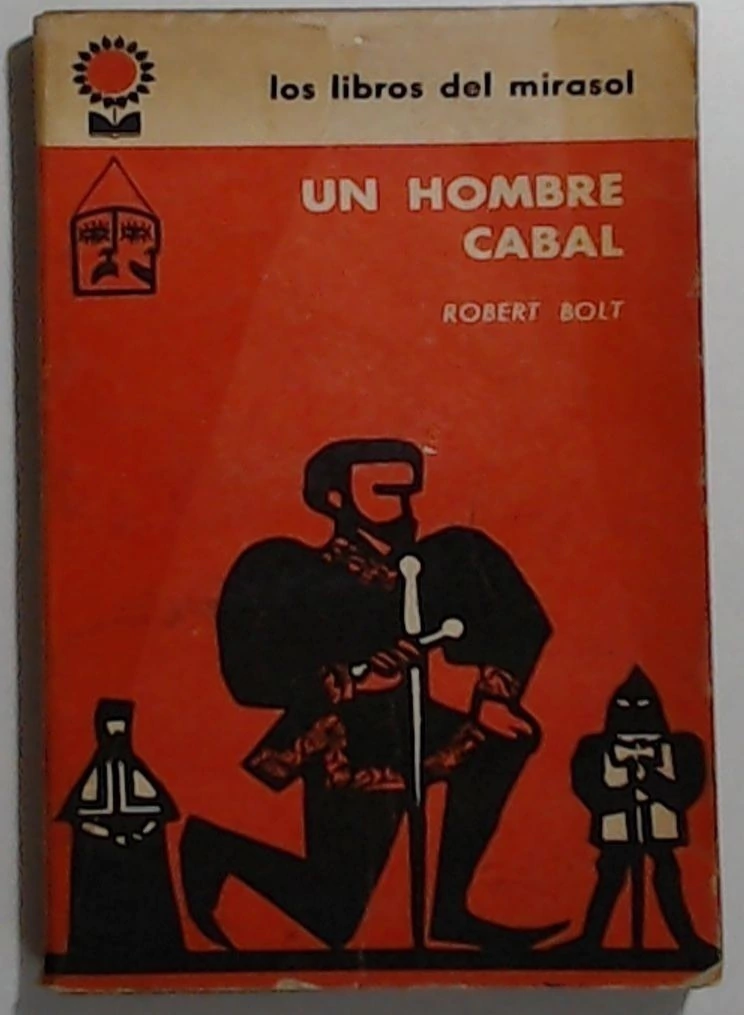 los libros del mirasol
UN HOMBRE
CABAL
ROBERT BOLT